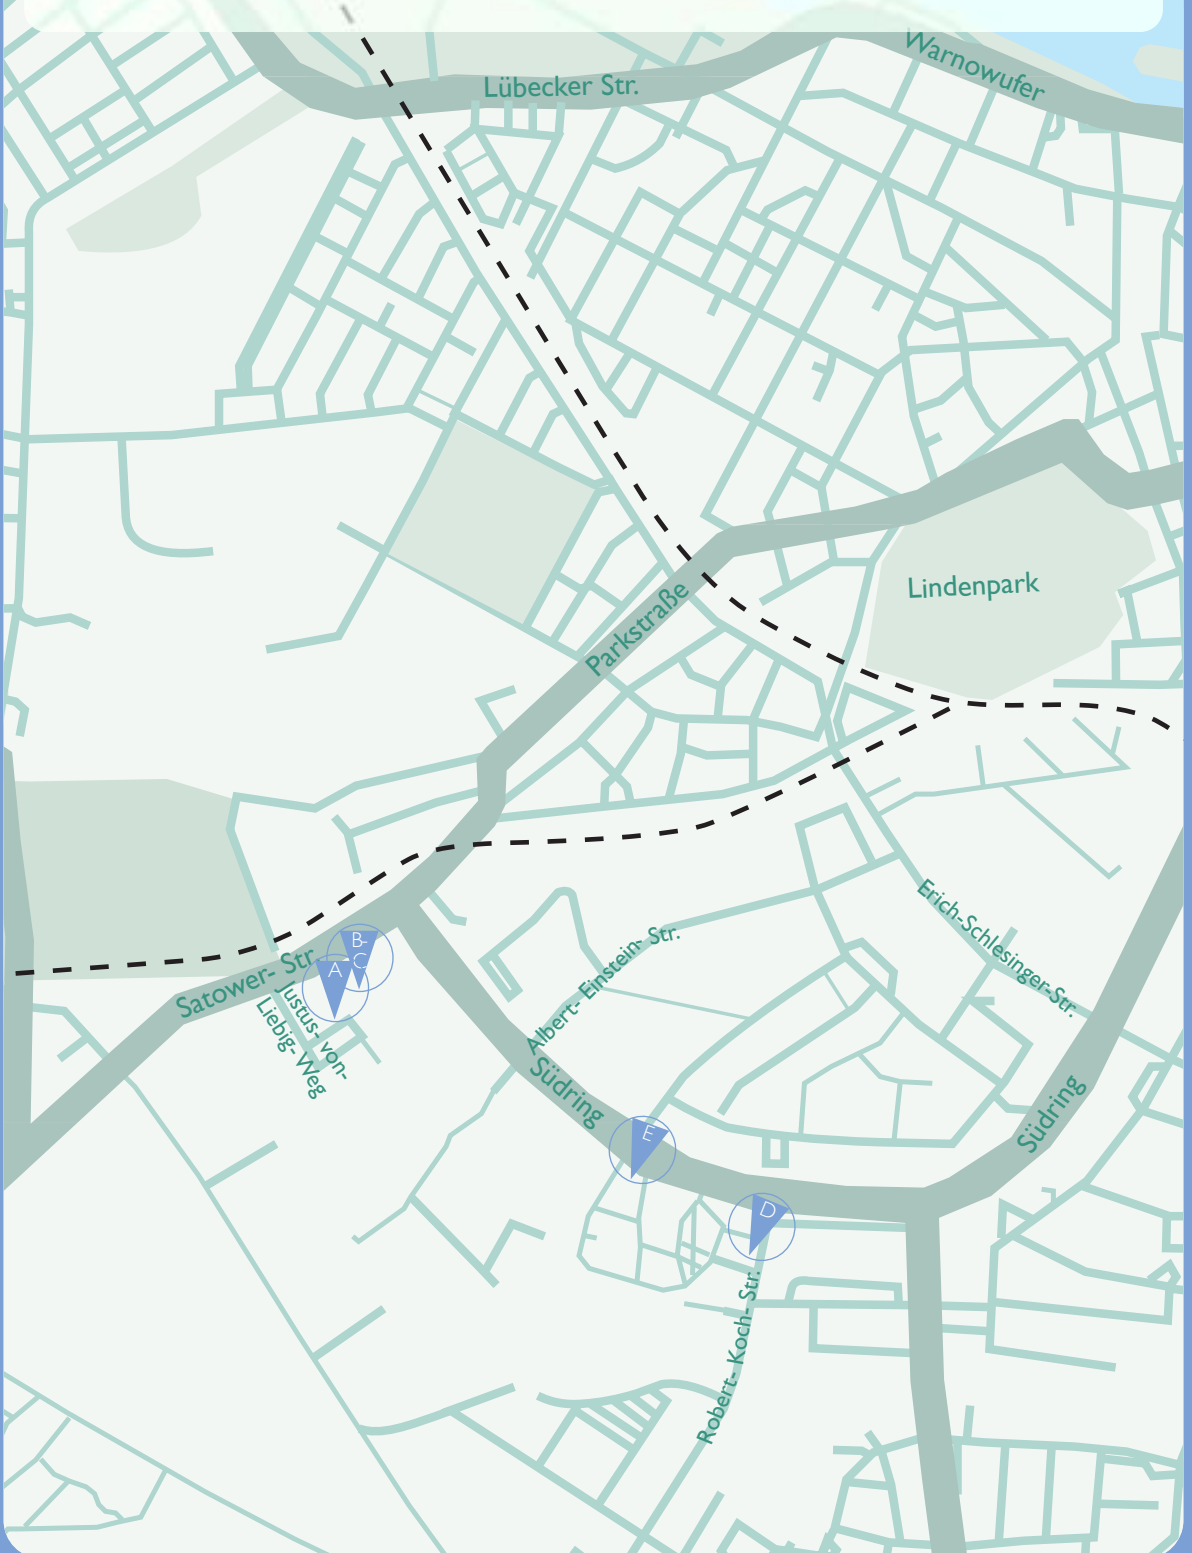 Warnowufer
Lübecker Str.
Lindenpark
Parkstraße
Erich-Schlesinger-Str.
Albert- Einstein- Str.
B-
C
A
Satower- Str.
Justus- von-
Liebig- Weg
Südring
Südring
E
D
Robert- Koch- Str.